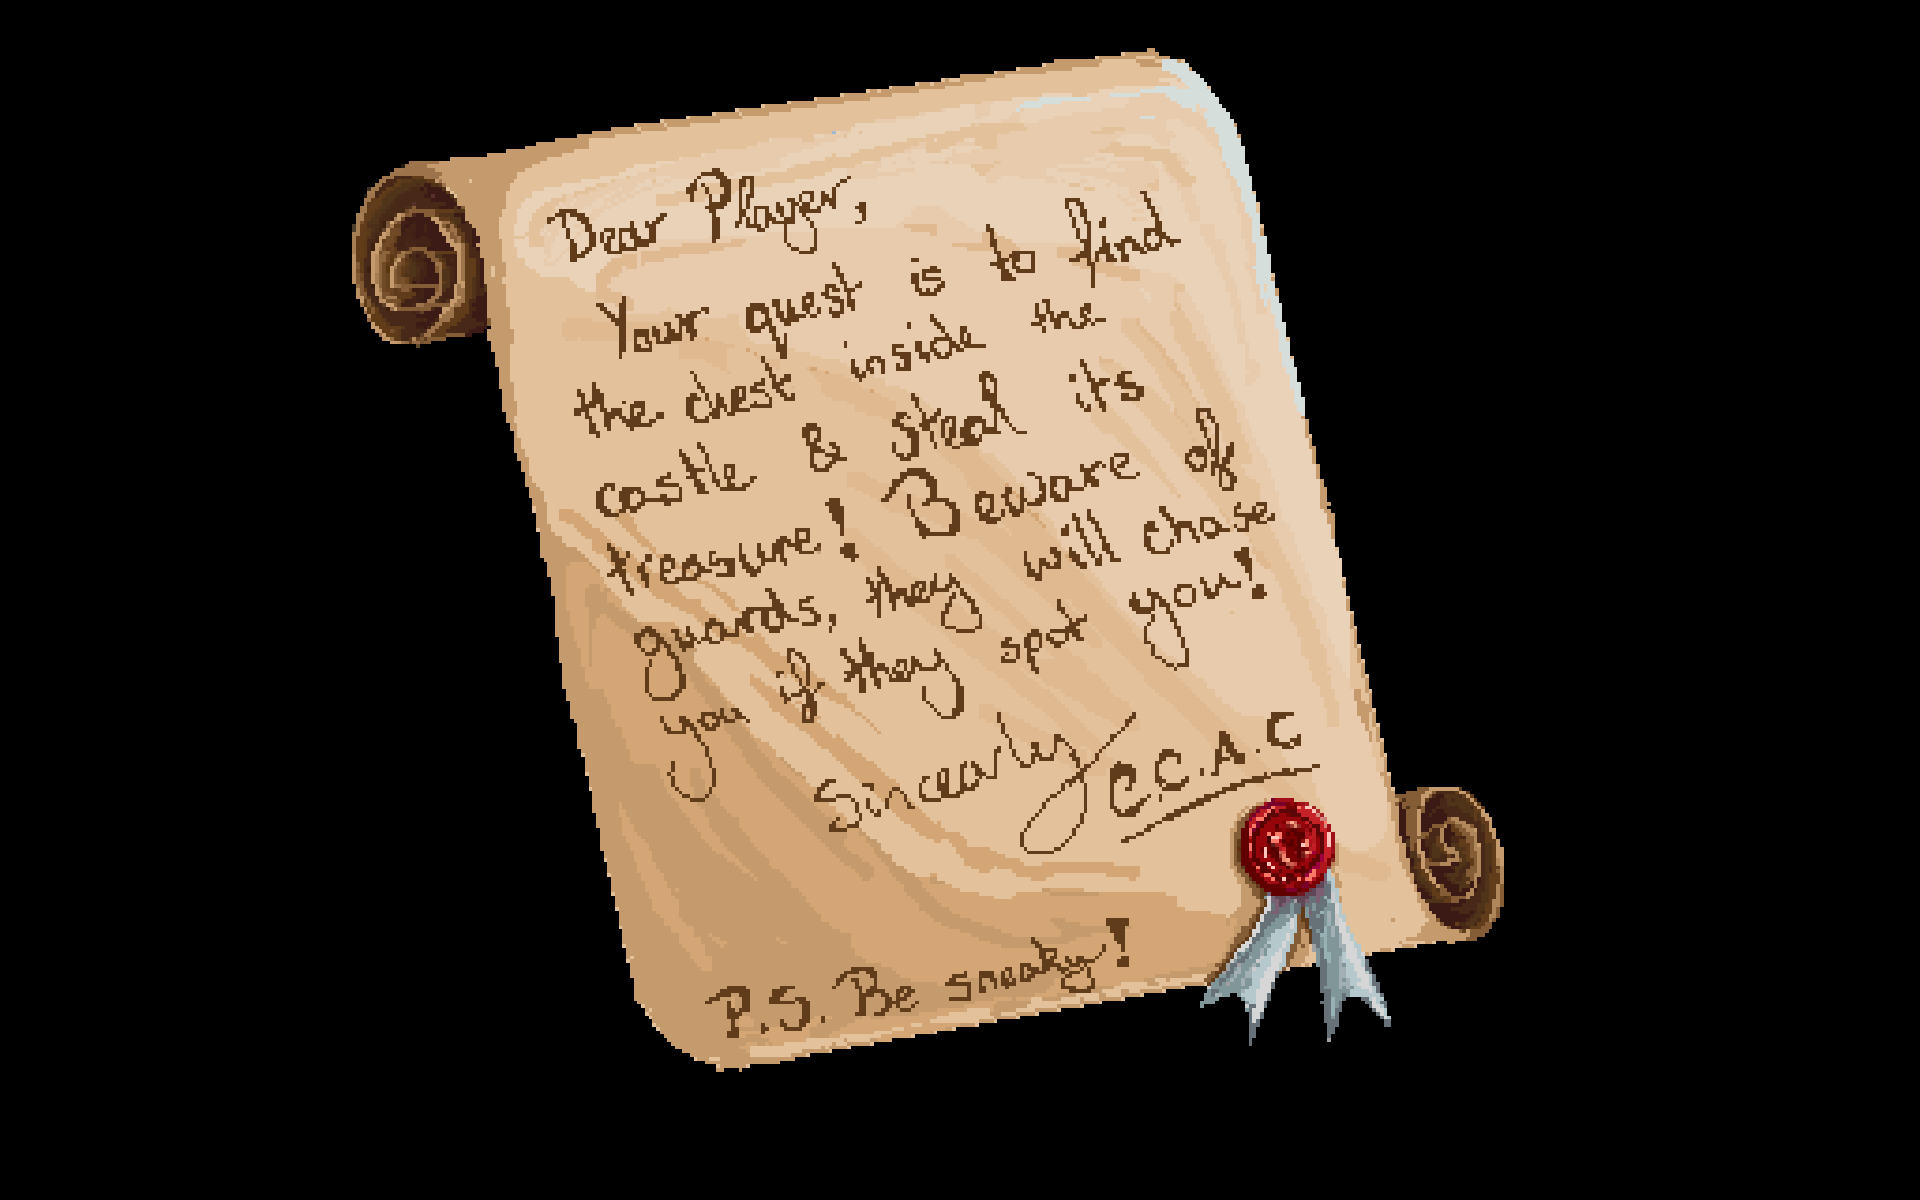 Dear Player,
Your quest is to find
the chest inside the
castle & steal its
treasure! Beware of
guards, they will chase
you if they spot you!
Sincearly C.C.A.C
P.S. Be sneaky!